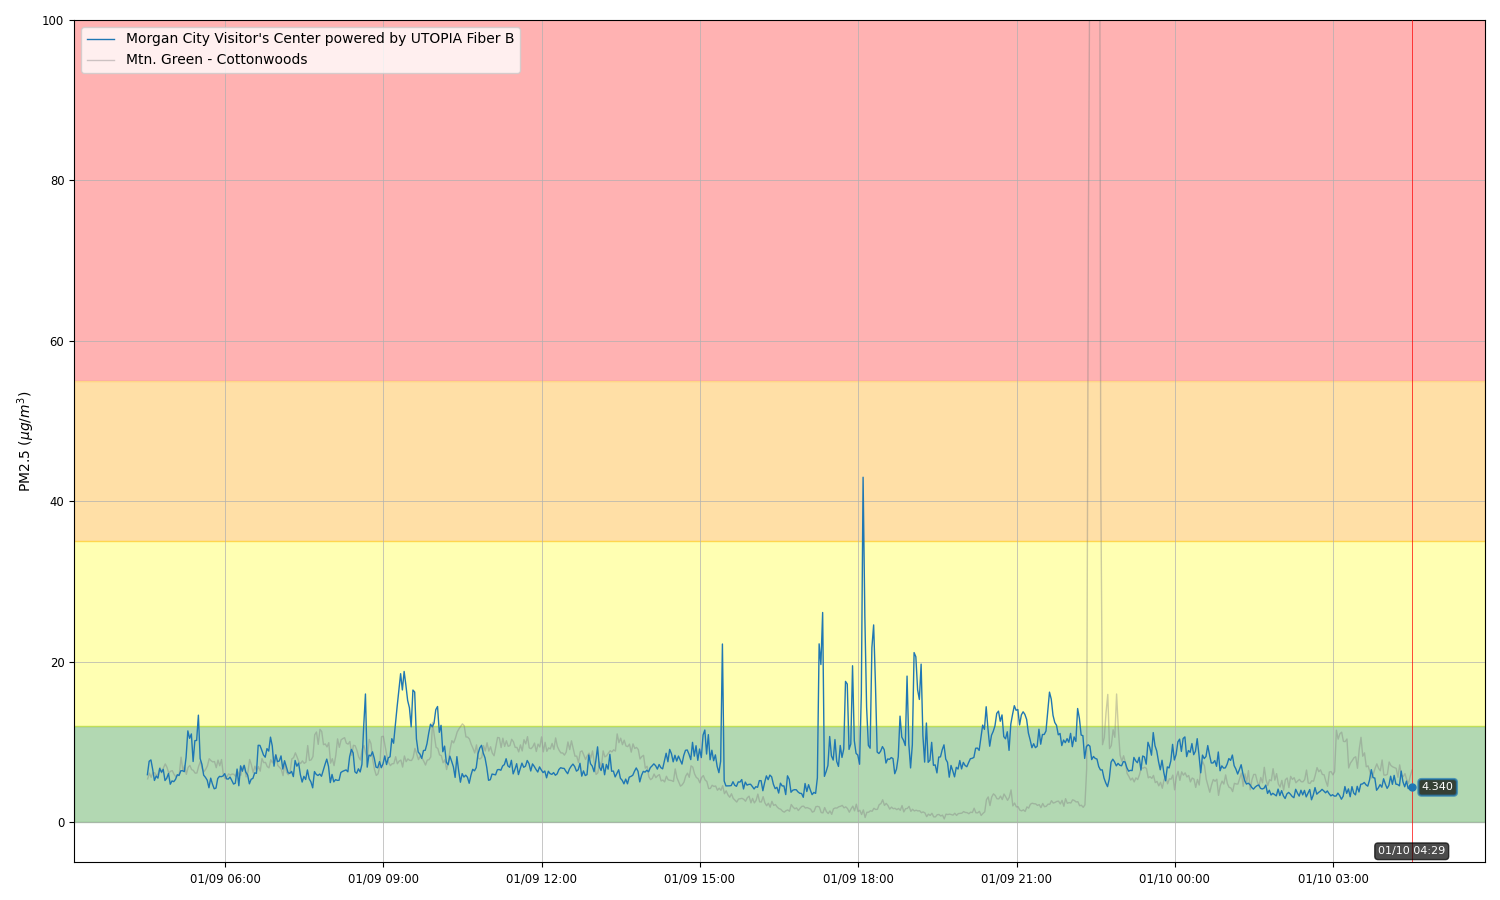 100
80
60
40
20
0
PM2.5 (µg/m³)
Morgan City Visitor's Center powered by UTOPIA Fiber B
Mtn. Green - Cottonwoods
4.340
01/10 04:29
01/09 06:00 01/09 09:00 01/09 12:00 01/09 15:00 01/09 18:00 01/09 21:00 01/10 00:00 01/10 03:00